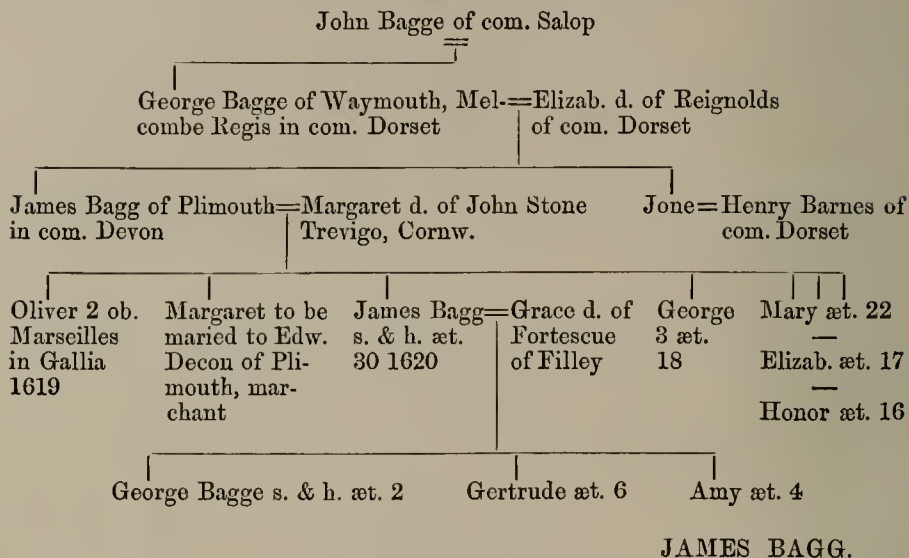 John Bagge of com. Salop
George Bagge of Waymouth, Mel-=Elizab. d. of Reignolds
combe Regis in com. Dorset of com. Dorset
James Bagg of Plimouth=Margaret d. of John Stone Jone=Henry Barnes of
in com. Devon Trevigo, Cornw. com. Dorset
Oliver 2 ob. Margaret to be James Bagg=Grace d. of George Mary æt. 22
Marseilles maried to Edw. s. & h. æt. Fortescue 3 æt.
in Gallia Decon of Pli- 30 1620 of Filley 18 Elizab. æt. 17
1619 mouth, mar-
chant Honor æt. 16
George Bagge s. & h. æt. 2 Gertrude æt. 6 Amy æt. 4
JAMES BAGG.